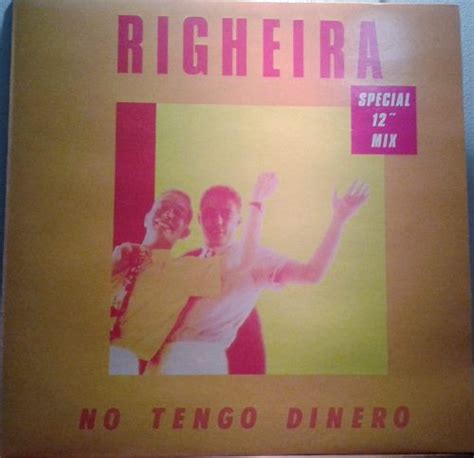 RIGHEIRA
SPECIAL
12"
MIX
NO TENGO DINERO